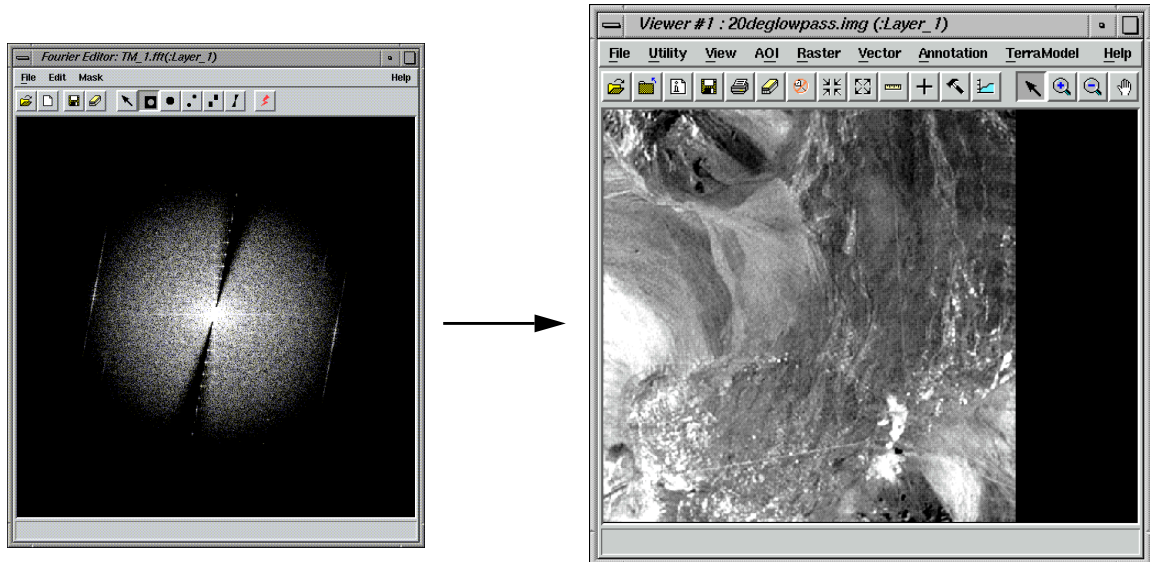 Fourier Editor: TM_1.fft(:Layer_1)
File Edit Mask Help
Viewer #1 : 20deglowpass.img (:Layer_1)
File Utility View AOI Raster Vector Annotation TerraModel Help